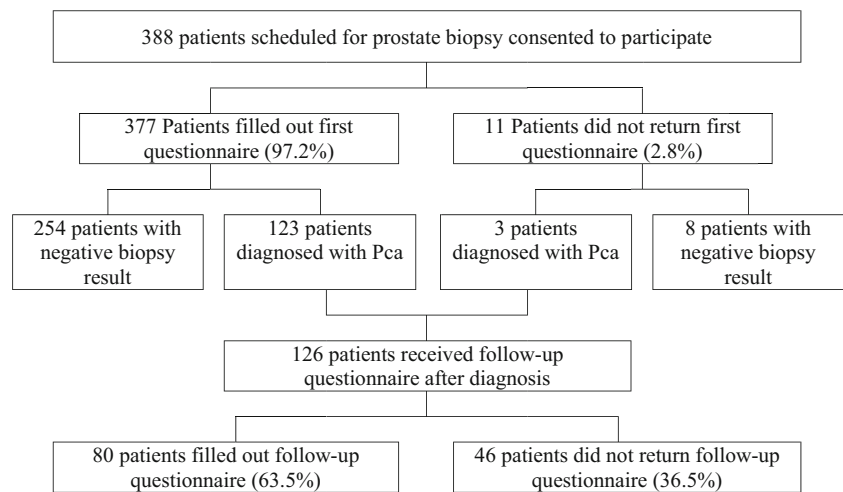 388 patients scheduled for prostate biopsy consented to participate
377 Patients filled out first
questionnaire (97.2%)
11 Patients did not return first
questionnaire (2.8%)
254 patients with
negative biopsy
result
123 patients
diagnosed with Pca
3 patients
diagnosed with Pca
8 patients with
negative biopsy
result
126 patients received follow-up
questionnaire after diagnosis
80 patients filled out follow-up
questionnaire (63.5%)
46 patients did not return follow-up
questionnaire (36.5%)